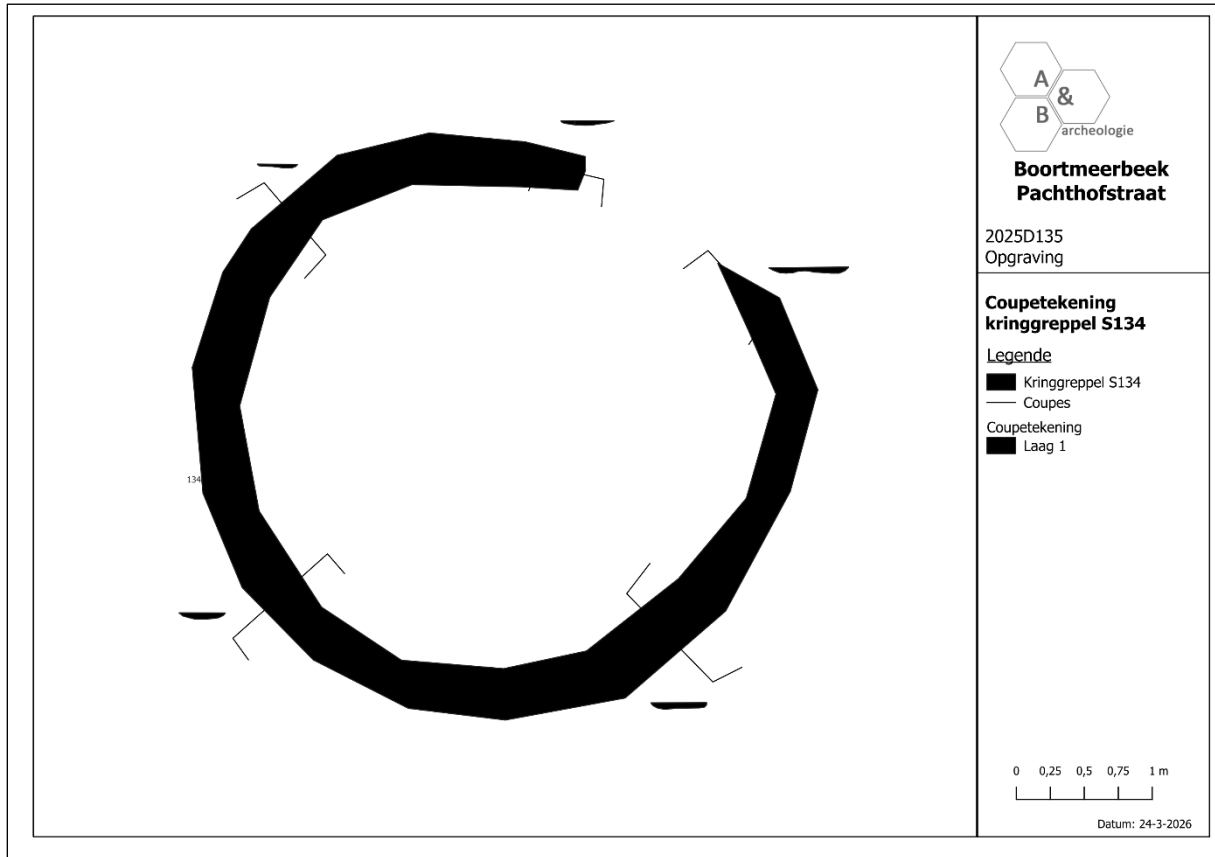 A
&
B
archeologie
Boortmeerbeek
Pachthofstraat
2025D135
Opgraving
Coupetekening
kringgreppel S134
Legende
Kringgreppel S134
Coupes
Coupetekening
Laag 1
134
0 0,25 0,5 0,75 1 m
Datum: 24-3-2026